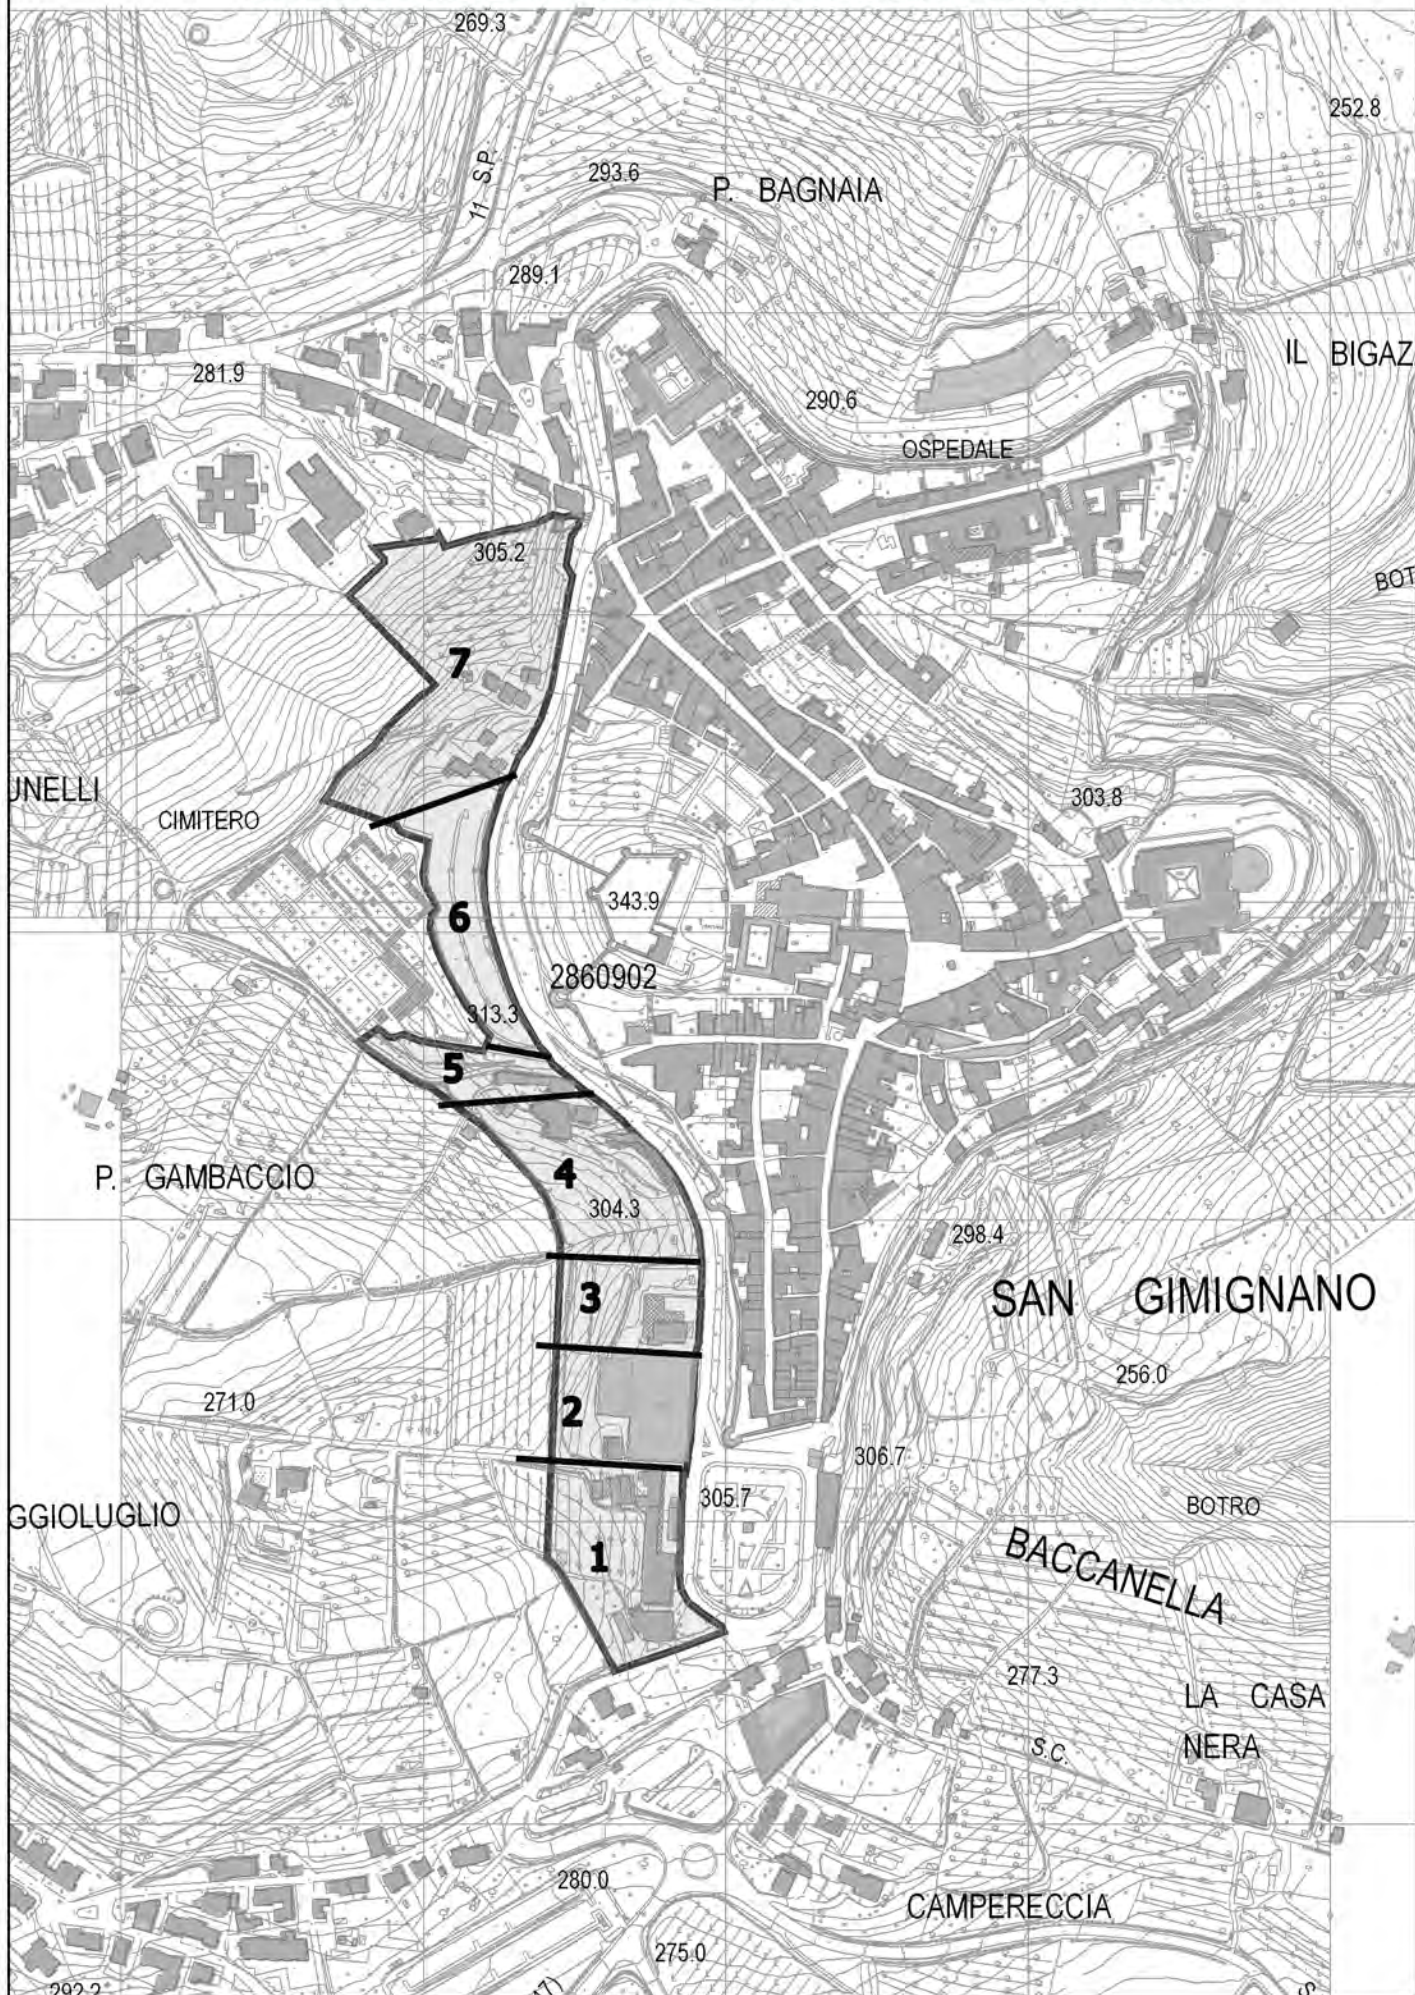 269.3
252.8
11 S.P.
293.6
P. BAGNAIA
289.1
IL BIGAZ
281.9
290.6
OSPEDALE
305.2
BOT
7
UNELLI
303.8
CIMITERO
343.9
6
2860902
313.3
5
P. GAMBACCIO
4
304.3
298.4
SAN GIMIGNANO
3
256.0
271.0
2
306.7
305.7
BOTRO
GGIOLUGLIO
BACCANELLA
1
277.3
LA CASA
NERA
S.C.
280.0
CAMPERECCIA
275.0
292.2
47)
S